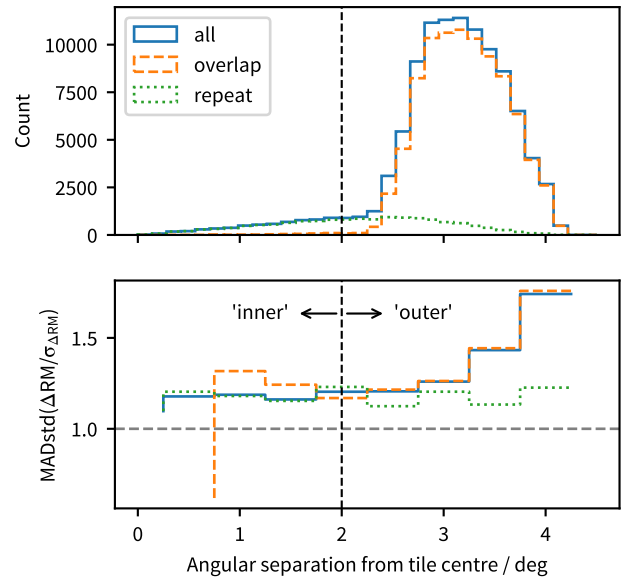 10000
7500
5000
2500
0
Count
all
overlap
repeat
1.5
1.0
MADstd(ΔRM/σΔRM)
'inner'
'outer'
0
1
2
3
4
Angular separation from tile centre / deg